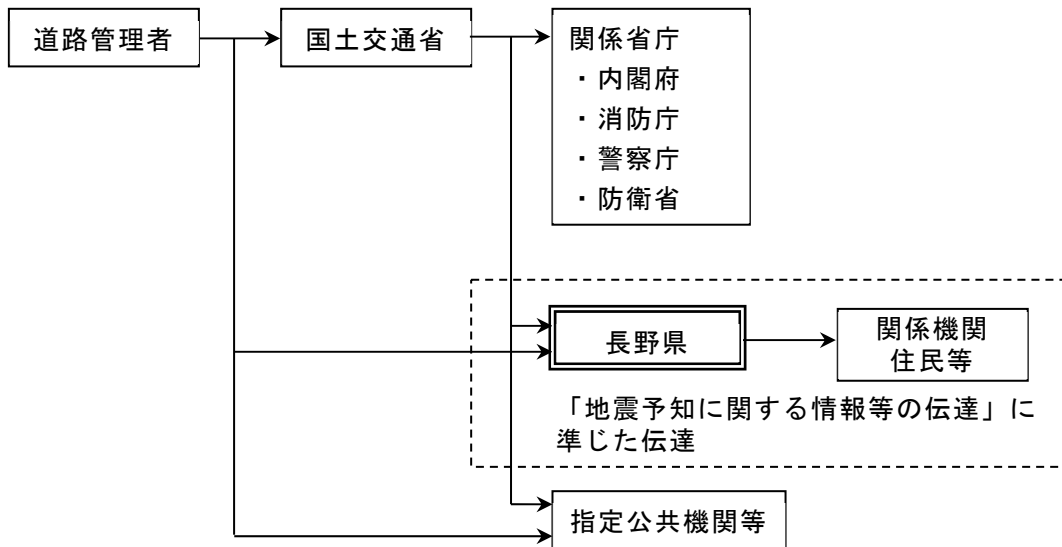 道路管理者
国土交通省
関係省庁
・内閣府
・消防庁
・警察庁
・防衛省
長野県
関係機関
住民等
「地震予知に関する情報等の伝達」に
準じた伝達
指定公共機関等